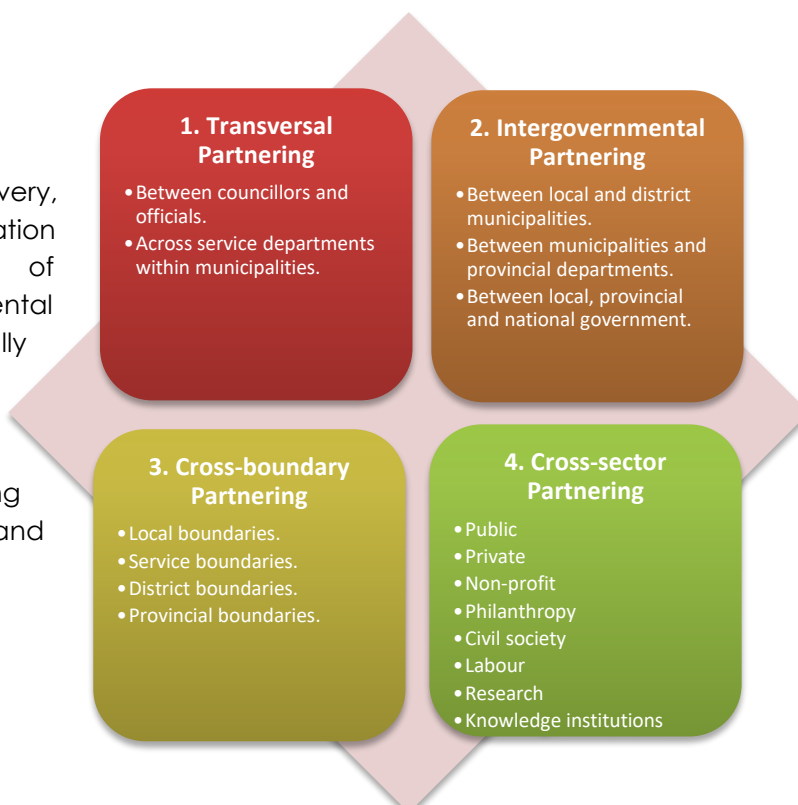 very,
ation
of
ental
lly
ng
and
1. Transversal
Partnering
•Between councillors and
officials.
•Across service departments
within municipalities.
2. Intergovernmental
Partnering
•Between local and district
municipalities.
•Between municipalities and
provincial departments.
•Between local, provincial
and national government.
3. Cross-boundary
Partnering
•Local boundaries.
•Service boundaries.
•District boundaries.
•Provincial boundaries.
4. Cross-sector
Partnering
•Public
•Private
•Non-profit
•Philanthropy
•Civil society
•Labour
•Research
•Knowledge institutions